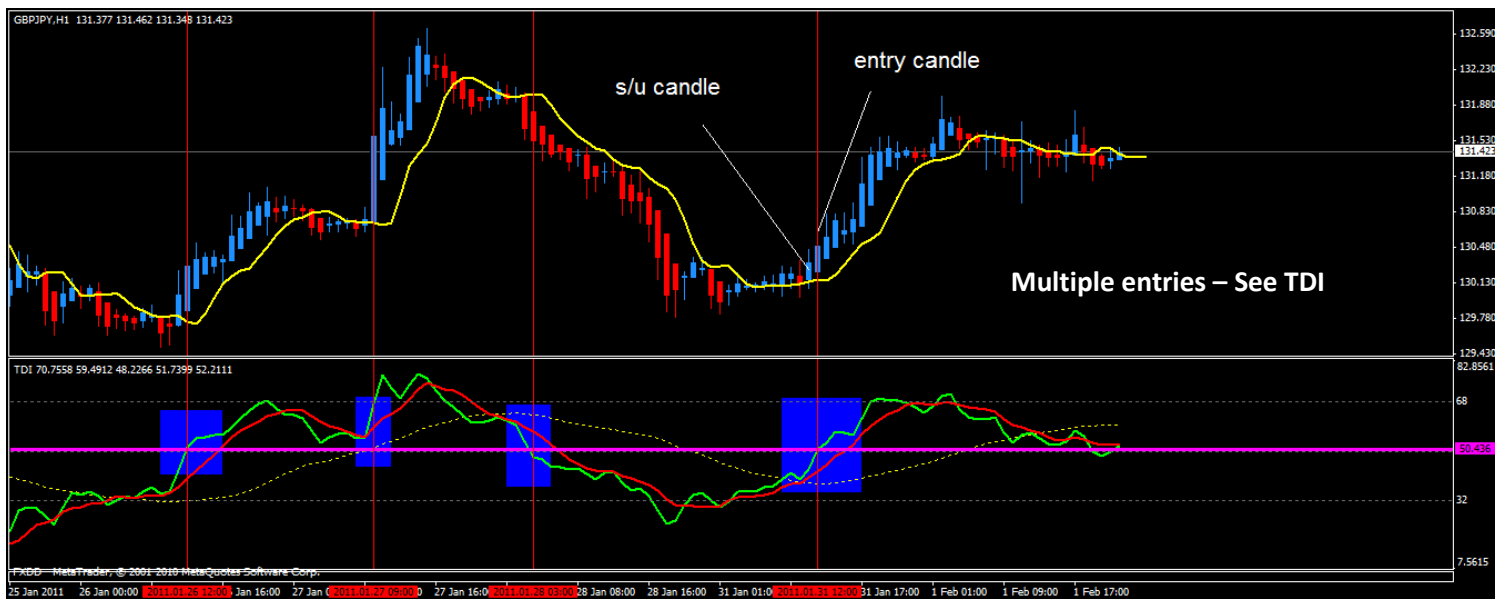 GBPJPY,H1 131.377 131.462 131.348 131.423
132.590
entry candle
132.230
s/u candle
131.880
131.530
131.423
131.180
130.830
130.480
Multiple entries – See TDI
130.130
129.780
129.430
TDI 70.7558 59.4912 48.2266 51.7399 52.2111
82.8561
68
50.436
32
7.5615
FXDD - MetaTrader, © 2001-2010 MetaQuotes Software Corp.
25 Jan 2011 26 Jan 00:00 2011.01.26 12:00 Jan 16:00 27 Jan 2011.01.27 09:00 27 Jan 16:00 2011.01.28 03:00 28 Jan 08:00 28 Jan 16:00 31 Jan 01:00 2011.01.31 12:00 31 Jan 17:00 1 Feb 01:00 1 Feb 09:00 1 Feb 17:00